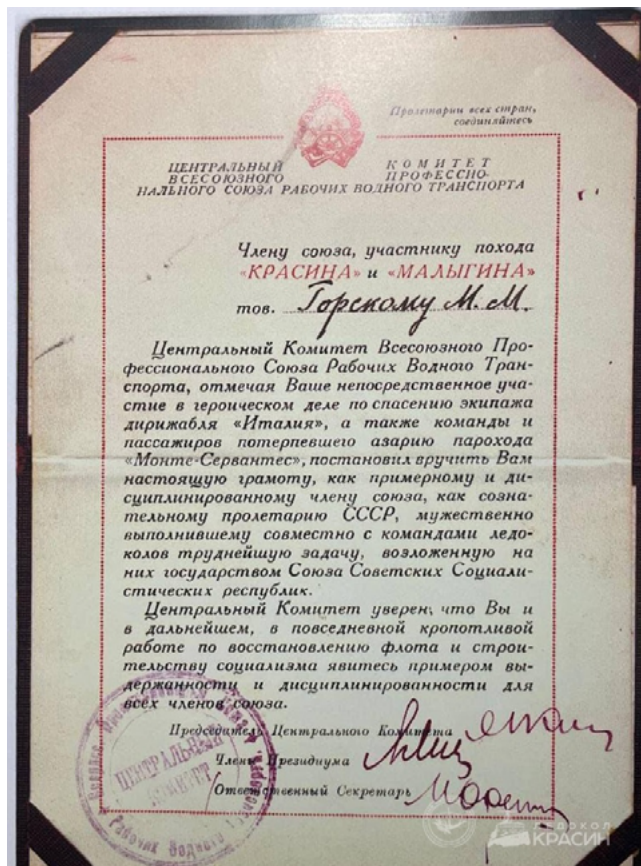 Пролетарии всех стран,
соединяйтесь
ЦЕНТРАЛЬНЫЙ КОМИТЕТ
ВСЕСОЮЗНОГО ПРОФЕССИО-
НАЛЬНОГО СОЮЗА РАБОЧИХ ВОДНОГО ТРАНСПОРТА
Члену союза, участнику похода
«КРАСИНА» и «МАЛЫГИНА»
тов. Горскому М. М.
Центральный Комитет Всесоюзного Про-
фессионального Союза Рабочих Водного Тран-
спорта, отмечая Ваше непосредственное уча-
стие в героическом деле по спасению экипажа
дирижабля «Италия», а также команды и
пассажиров потерпевшего азарию парохода
«Монте-Сервантес», постановил вручить Вам
настоящую грамоту, как примерному и ди-
сциплинированному члену союза, как созна-
тельному пролетарию СССР, мужественно
выполнившему совместно с командами ледо-
колов труднейшую задачу, возложенную на
них государством Союза Советских Социали-
стических республик.
Центральный Комитет уверен, что Вы и
в дальнейшем, в повседневной кропотливой
работе по восстановлению флота и строи-
тельству социализма явитесь примером вы-
держанности и дисциплинированности для
всех членов союза.
Председатель Центрального Комитета
Члены Президиума
Ответственный Секретарь
ЦЕНТРАЛЬНЫЙ
КОМИТЕТ
Рабочих Водного
ЛЕДОКОЛ
КРАСИН